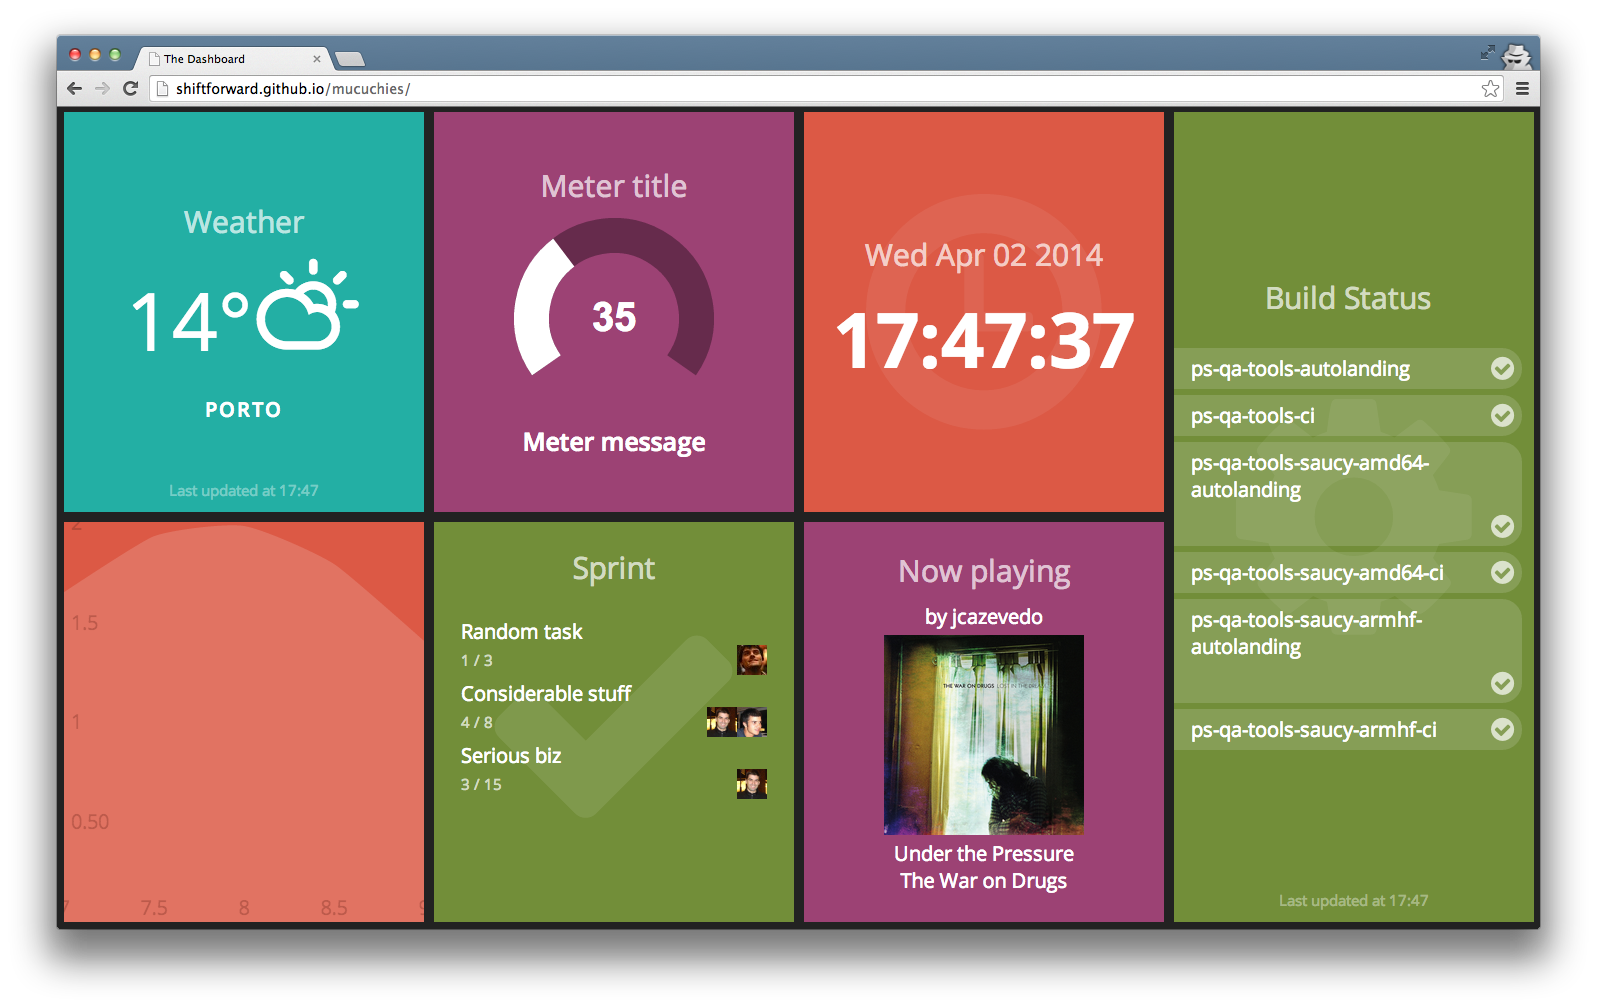 The Dashboard
shiftforward.github.io/mucuchies/
Weather
14°
PORTO
Last updated at 17:47
Meter title
35
Meter message
Wed Apr 02 2014
17:47:37
Build Status
ps-qa-tools-autolanding
ps-qa-tools-ci
ps-qa-tools-saucy-amd64-
autolanding
ps-qa-tools-saucy-amd64-ci
ps-qa-tools-saucy-armhf-
autolanding
ps-qa-tools-saucy-armhf-ci
Last updated at 17:47
2
1.5
1
0.50
7 7.5 8 8.5 9
Sprint
Random task
1 / 3
Considerable stuff
4 / 8
Serious biz
3 / 15
Now playing
by jcazevedo
THE WAR ON DRUGS LOST IN THE DREAM
Under the Pressure
The War on Drugs